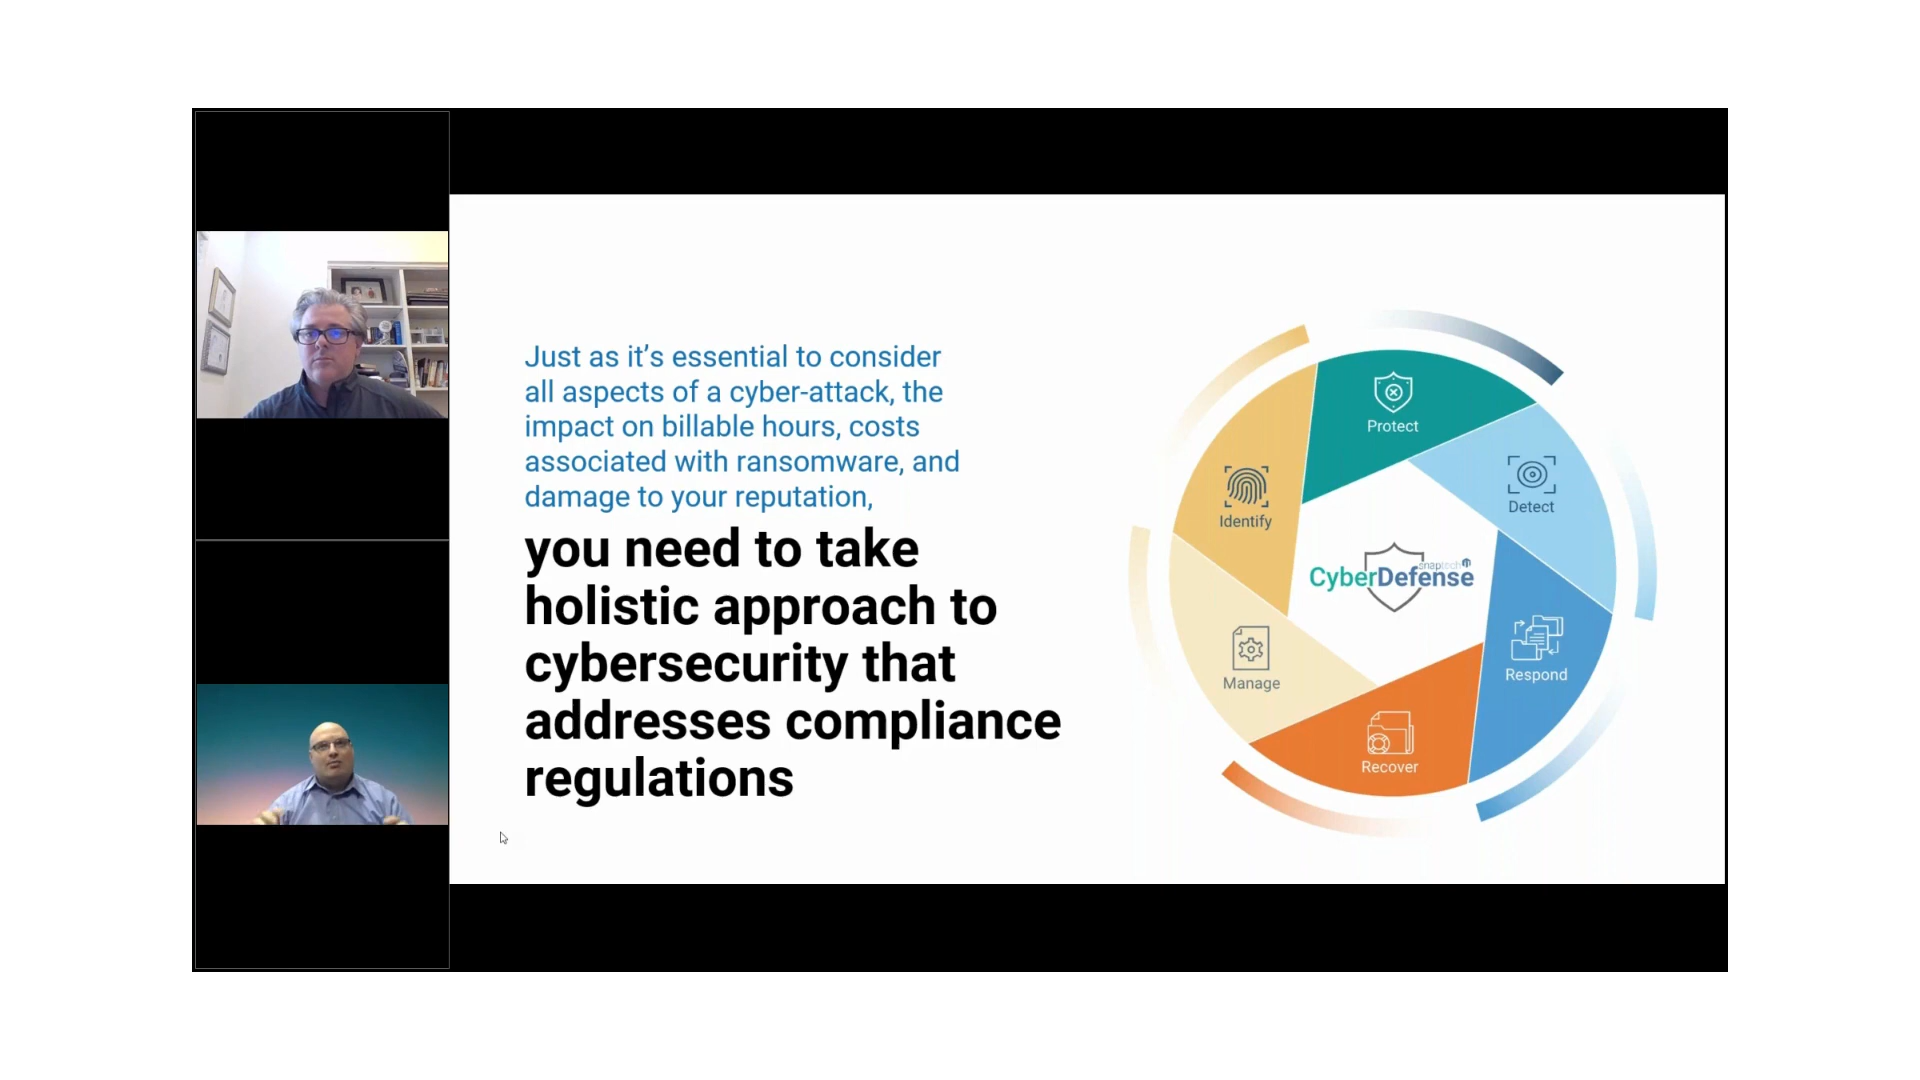 Just as it’s essential to consider
all aspects of a cyber-attack, the
impact on billable hours, costs
associated with ransomware, and
damage to your reputation,
you need to take
holistic approach to
cybersecurity that
addresses compliance
regulations
Protect
Detect
Identify
snaptech
CyberDefense
Respond
Manage
Recover